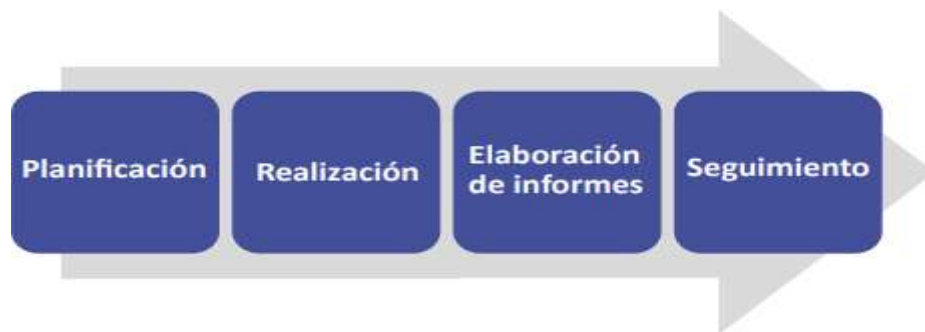 Planificación
Realización
Elaboración
de informes
Seguimiento